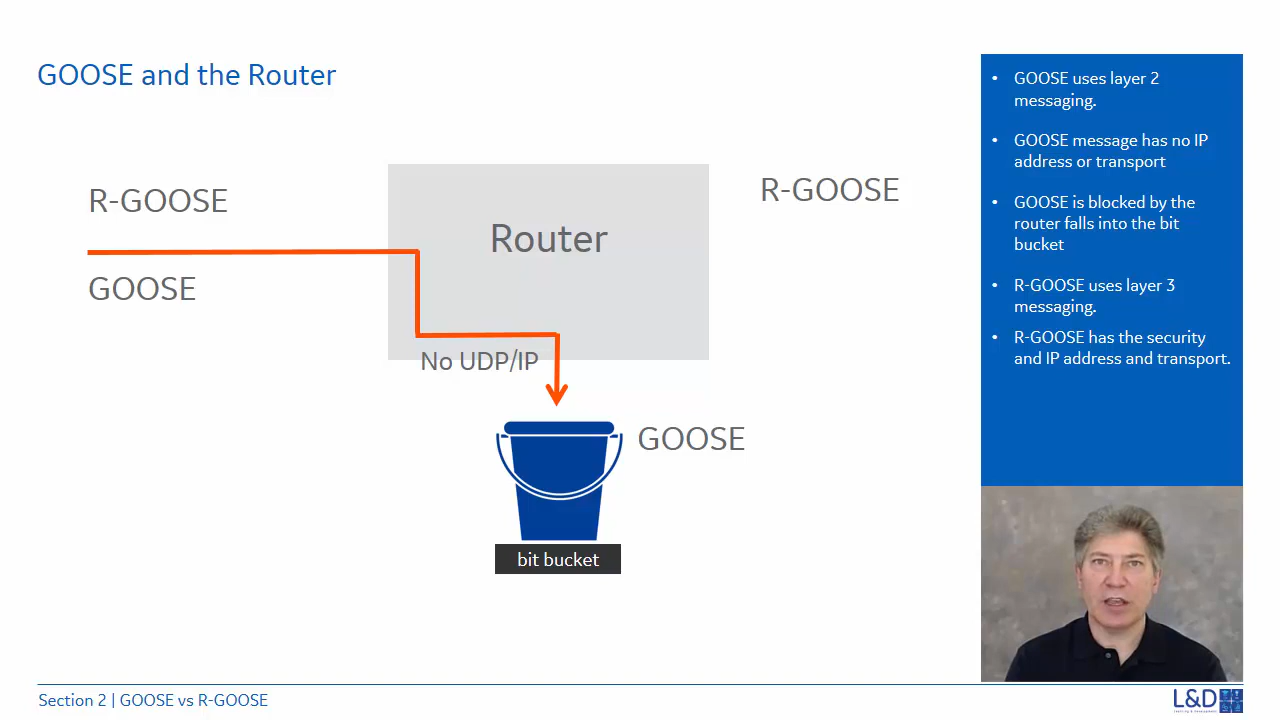 GOOSE and the Router
R-GOOSE
GOOSE
Router
No UDP/IP
R-GOOSE
GOOSE
bit bucket
• GOOSE uses layer 2
messaging.
• GOOSE message has no IP
address or transport
• GOOSE is blocked by the
router falls into the bit
bucket
• R-GOOSE uses layer 3
messaging.
• R-GOOSE has the security
and IP address and transport.
Section 2 | GOOSE vs R-GOOSE
L&D